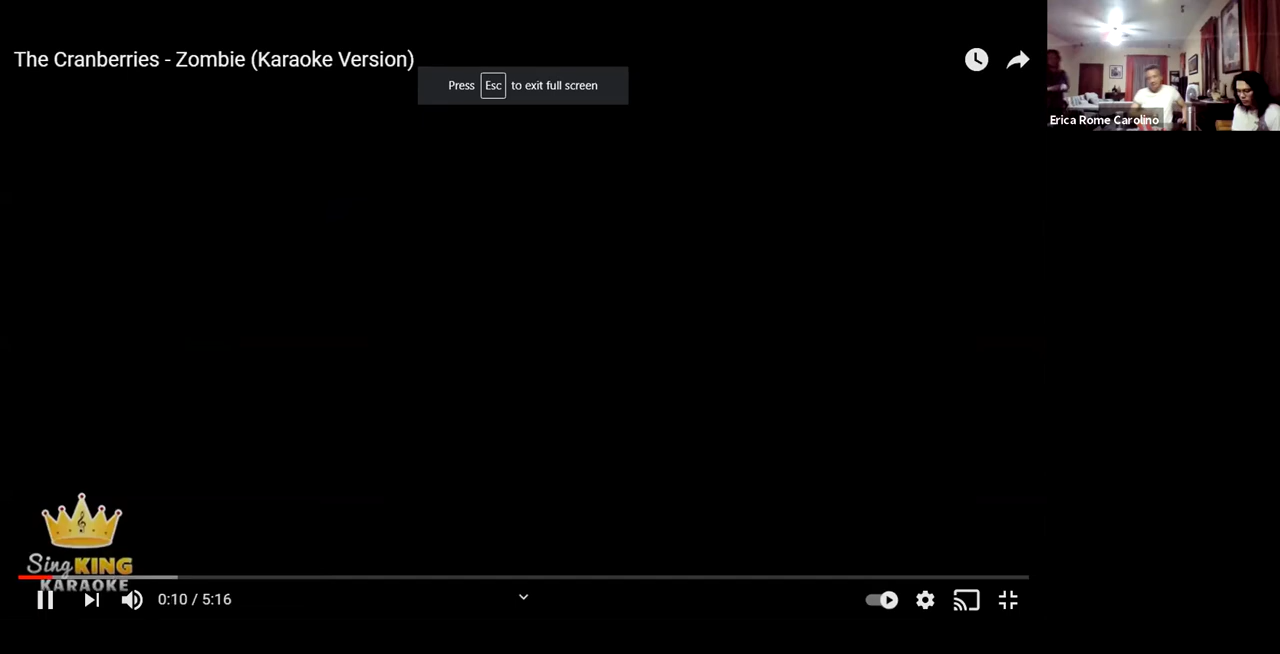 The Cranberries - Zombie (Karaoke Version)
Press Esc to exit full screen
Erica Rome Carolino
Sing KING
KARAOKE
0:10 / 5:16